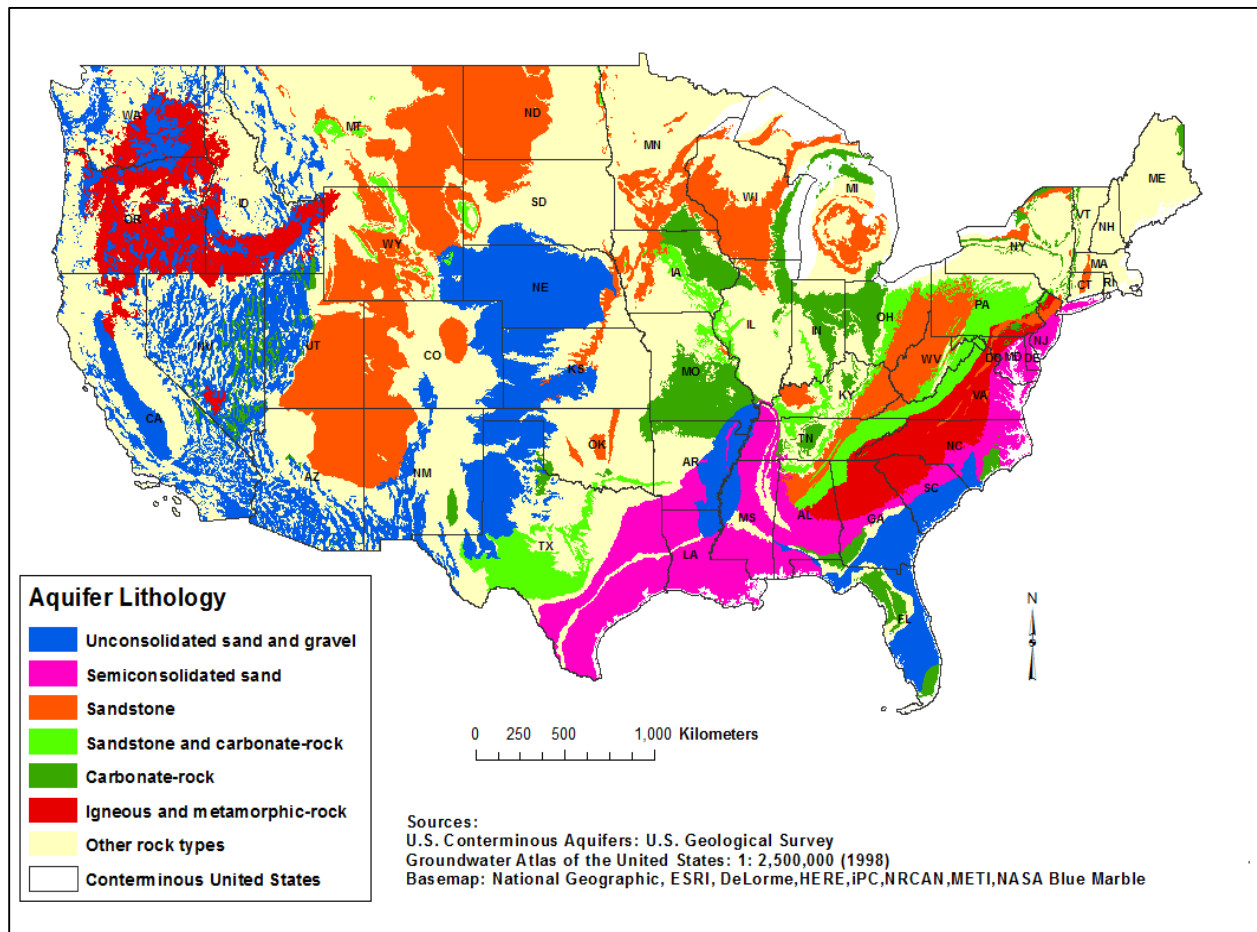 WA
MT
ND
MN
ME
OR
ID
SD
WI
MI
VT
NH
WY
NY
MA
CT
RI
NE
IA
PA
NV
UT
CO
IL
IN
OH
NJ
CA
KS
MO
WV
DC
MD
DE
KY
VA
AZ
NM
OK
AR
TN
NC
SC
TX
LA
MS
AL
GA
FL
Aquifer Lithology
Unconsolidated sand and gravel
Semiconsolidated sand
Sandstone
Sandstone and carbonate-rock
Carbonate-rock
Igneous and metamorphic-rock
Other rock types
Conterminous United States
N
0 250 500 1,000 Kilometers
Sources:
U.S. Conterminous Aquifers: U.S. Geological Survey
Groundwater Atlas of the United States: 1: 2,500,000 (1998)
Basemap: National Geographic, ESRI, DeLorme,HERE,iPC,NRCAN,METI,NASA Blue Marble